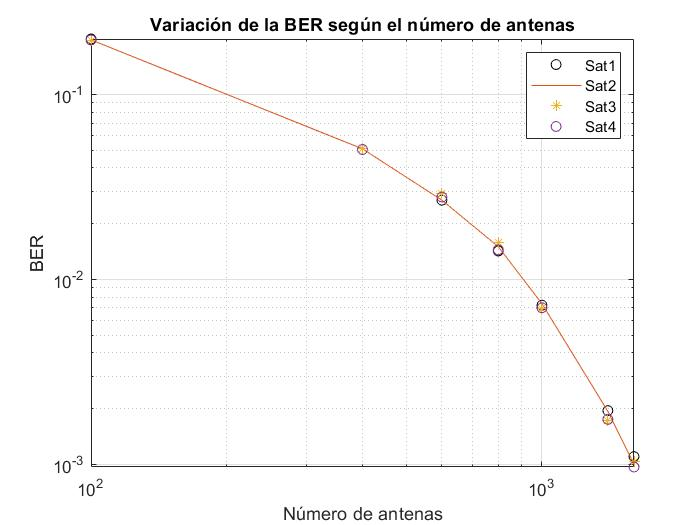 Variación de la BER según el número de antenas
Sat1
Sat2
Sat3
Sat4
10^-1
10^-2
10^-3
BER
10^2
10^3
Número de antenas